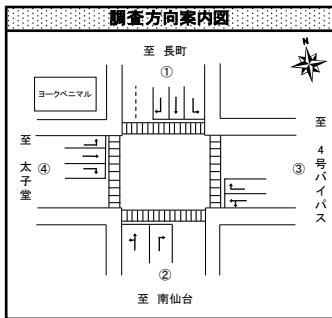 調査方向案内図
至 長町
N
①
ヨークベニマル
至 太子堂
④
③
至 4号バイパス
②
至 南仙台